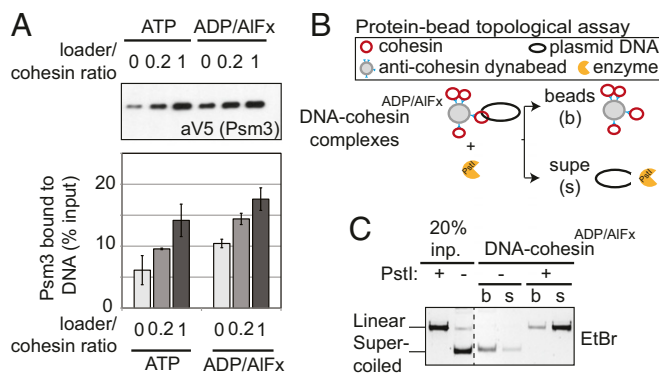 A
ATP ADP/AlFx
loader/
cohesin ratio
0 0.2 1 0 0.2 1
aV5 (Psm3)
Psm3 bound to
DNA (% input)
20
10
0
loader/
cohesin ratio
0 0.2 1 0 0.2 1
ATP ADP/AlFx
B
Protein-bead topological assay
cohesin plasmid DNA
anti-cohesin dynabead enzyme
ADP/AlFx
DNA-cohesin
complexes
+
PstI
beads
(b)
supe
(s)
PstI
C
20%
inp.
DNA-cohesin ADP/AlFx
PstI: + - - +
b s b s
Linear
Super-
coiled
EtBr